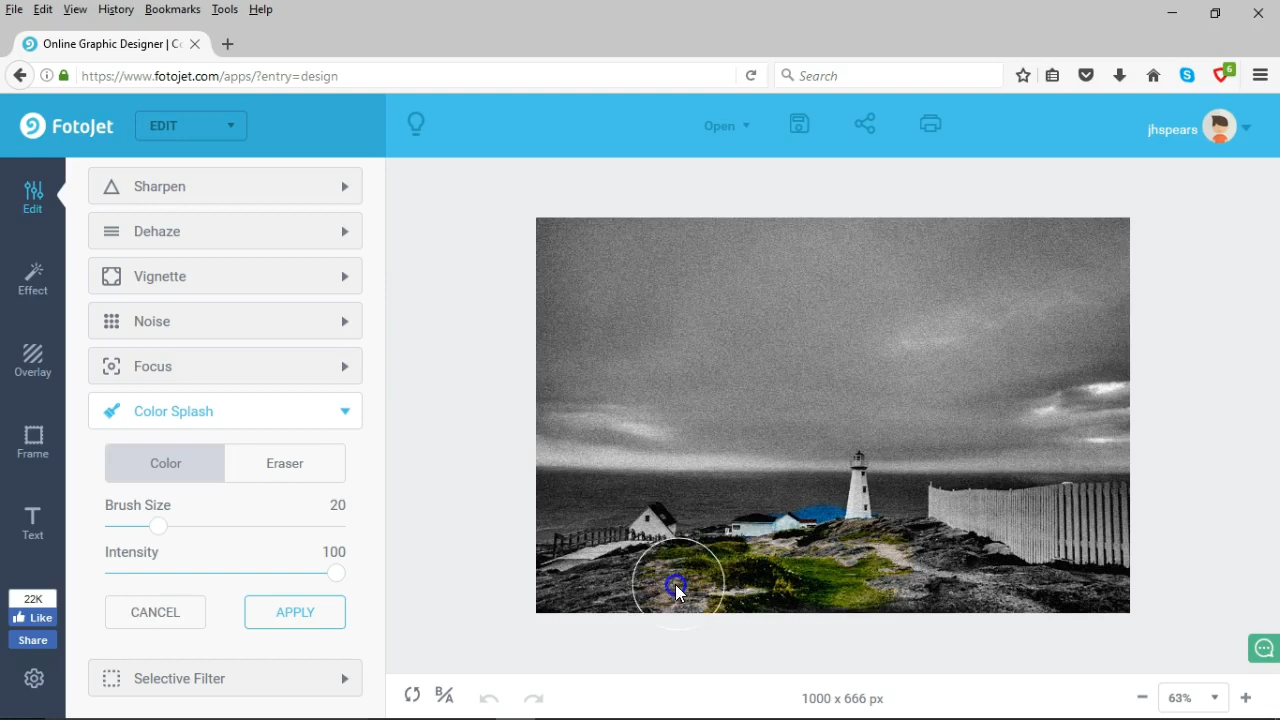 File Edit View History Bookmarks Tools Help
Online Graphic Designer | C
https://www.fotojet.com/apps/?entry=design
Search
6
FotoJet
EDIT
Open
jhspears
Edit
Effect
Overlay
Frame
Text
22K
Like
Share
Sharpen
Dehaze
Vignette
Noise
Focus
Color Splash
Color Eraser
Brush Size 20
Intensity 100
CANCEL APPLY
Selective Filter
B/A
1000 x 666 px
63%